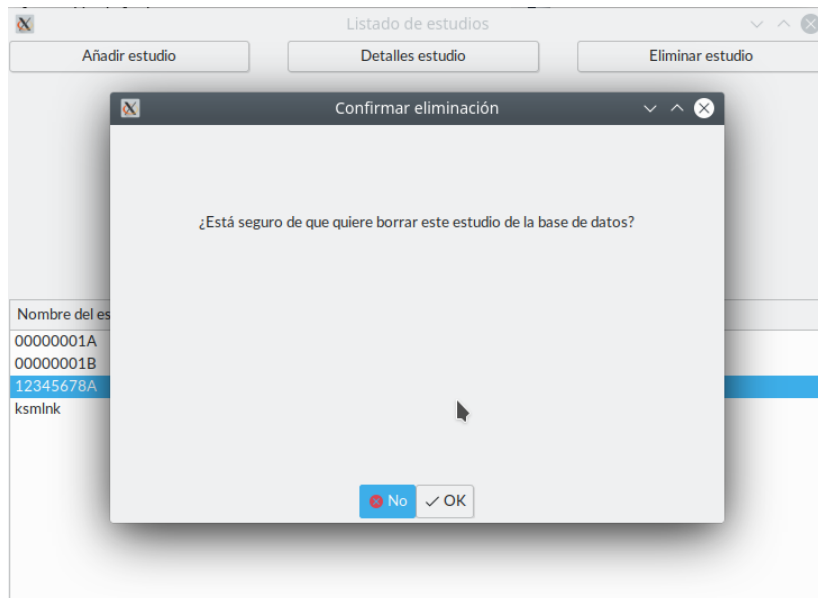 Listado de estudios
Añadir estudio
Detalles estudio
Eliminar estudio
Confirmar eliminación
¿Está seguro de que quiere borrar este estudio de la base de datos?
Nombre del es
00000001A
00000001B
12345678A
ksmlnk
No
OK